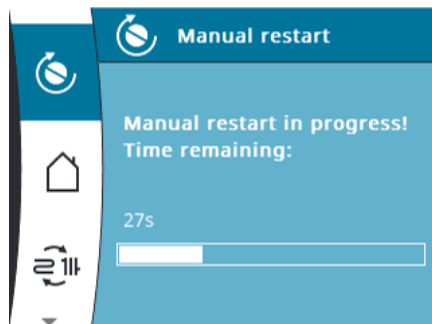 Manual restart
Manual restart in progress!
Time remaining:
27s